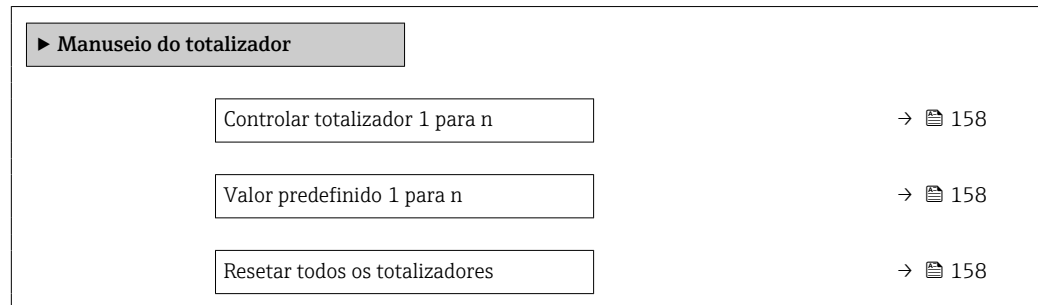 ▶ Manuseio do totalizador
Controlar totalizador 1 para n → 158
Valor predefinido 1 para n → 158
Resetar todos os totalizadores → 158